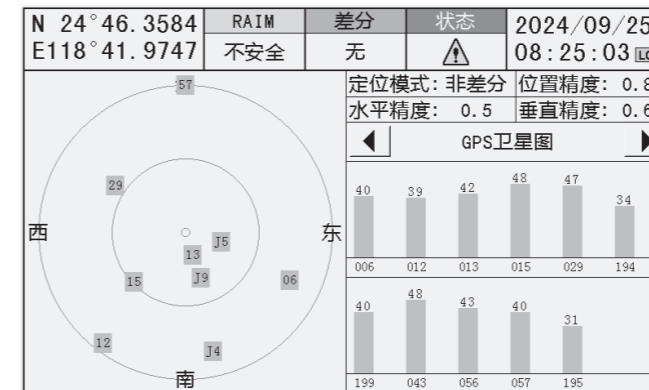 N 24°46.3584 RAIM 差分 状态 2024/09/25
E118°41.9747 不安全 无 08:25:03 LO
定位模式: 非差分 位置精度: 0.8
水平精度: 0.5 垂直精度: 0.6
GPS卫星图
57
29
西
东
J5
13
J9
15
06
12
J4
南
40 39 42 48 47 34
006 012 013 015 029 194
40 48 43 40 31
199 043 056 057 195